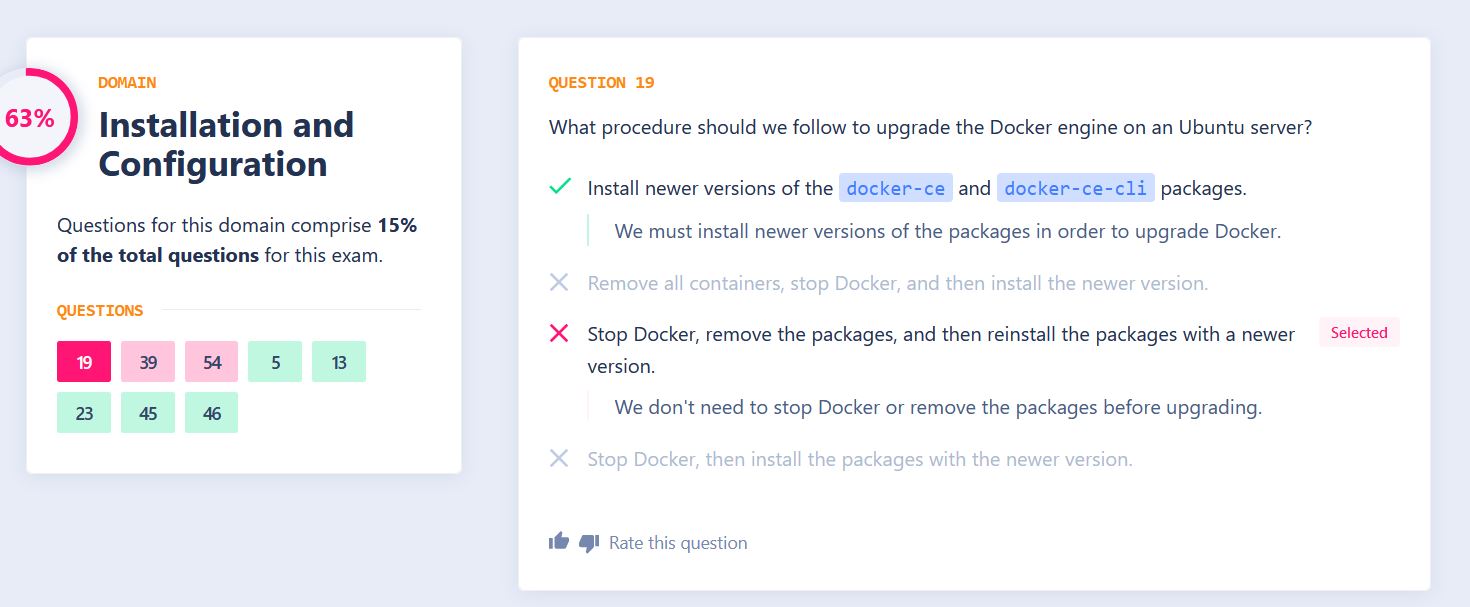 63%
DOMAIN
Installation and
Configuration
Questions for this domain comprise 15%
of the total questions for this exam.
QUESTIONS
19 39 54 5 13
23 45 46
QUESTION 19
What procedure should we follow to upgrade the Docker engine on an Ubuntu server?
Install newer versions of the docker-ce and docker-ce-cli packages.
We must install newer versions of the packages in order to upgrade Docker.
Remove all containers, stop Docker, and then install the newer version.
Stop Docker, remove the packages, and then reinstall the packages with a newer
version.
Selected
We don't need to stop Docker or remove the packages before upgrading.
Stop Docker, then install the packages with the newer version.
Rate this question